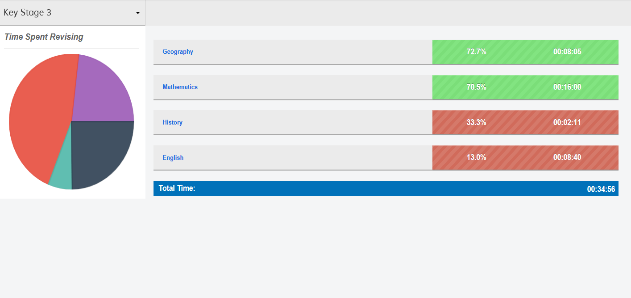 Key Stage 3
Time Spent Revising
Geography 72.7% 00:08:05
Mathematics 70.5% 00:16:00
History 33.3% 00:02:11
English 13.0% 00:08:40
Total Time: 00:34:56